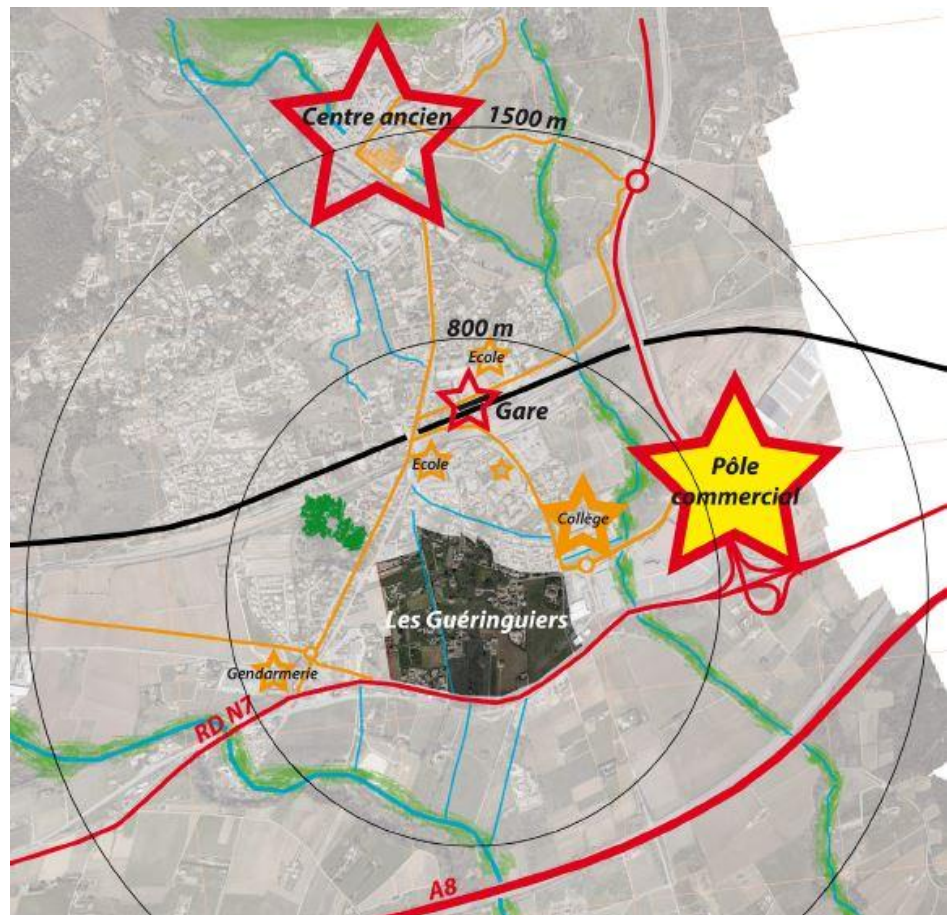 Centre ancien
1500 m
800 m
Ecole
Gare
Ecole
Pôle
commercial
Collège
Les Guéringuiers
Gendarmerie
RD N7
A8